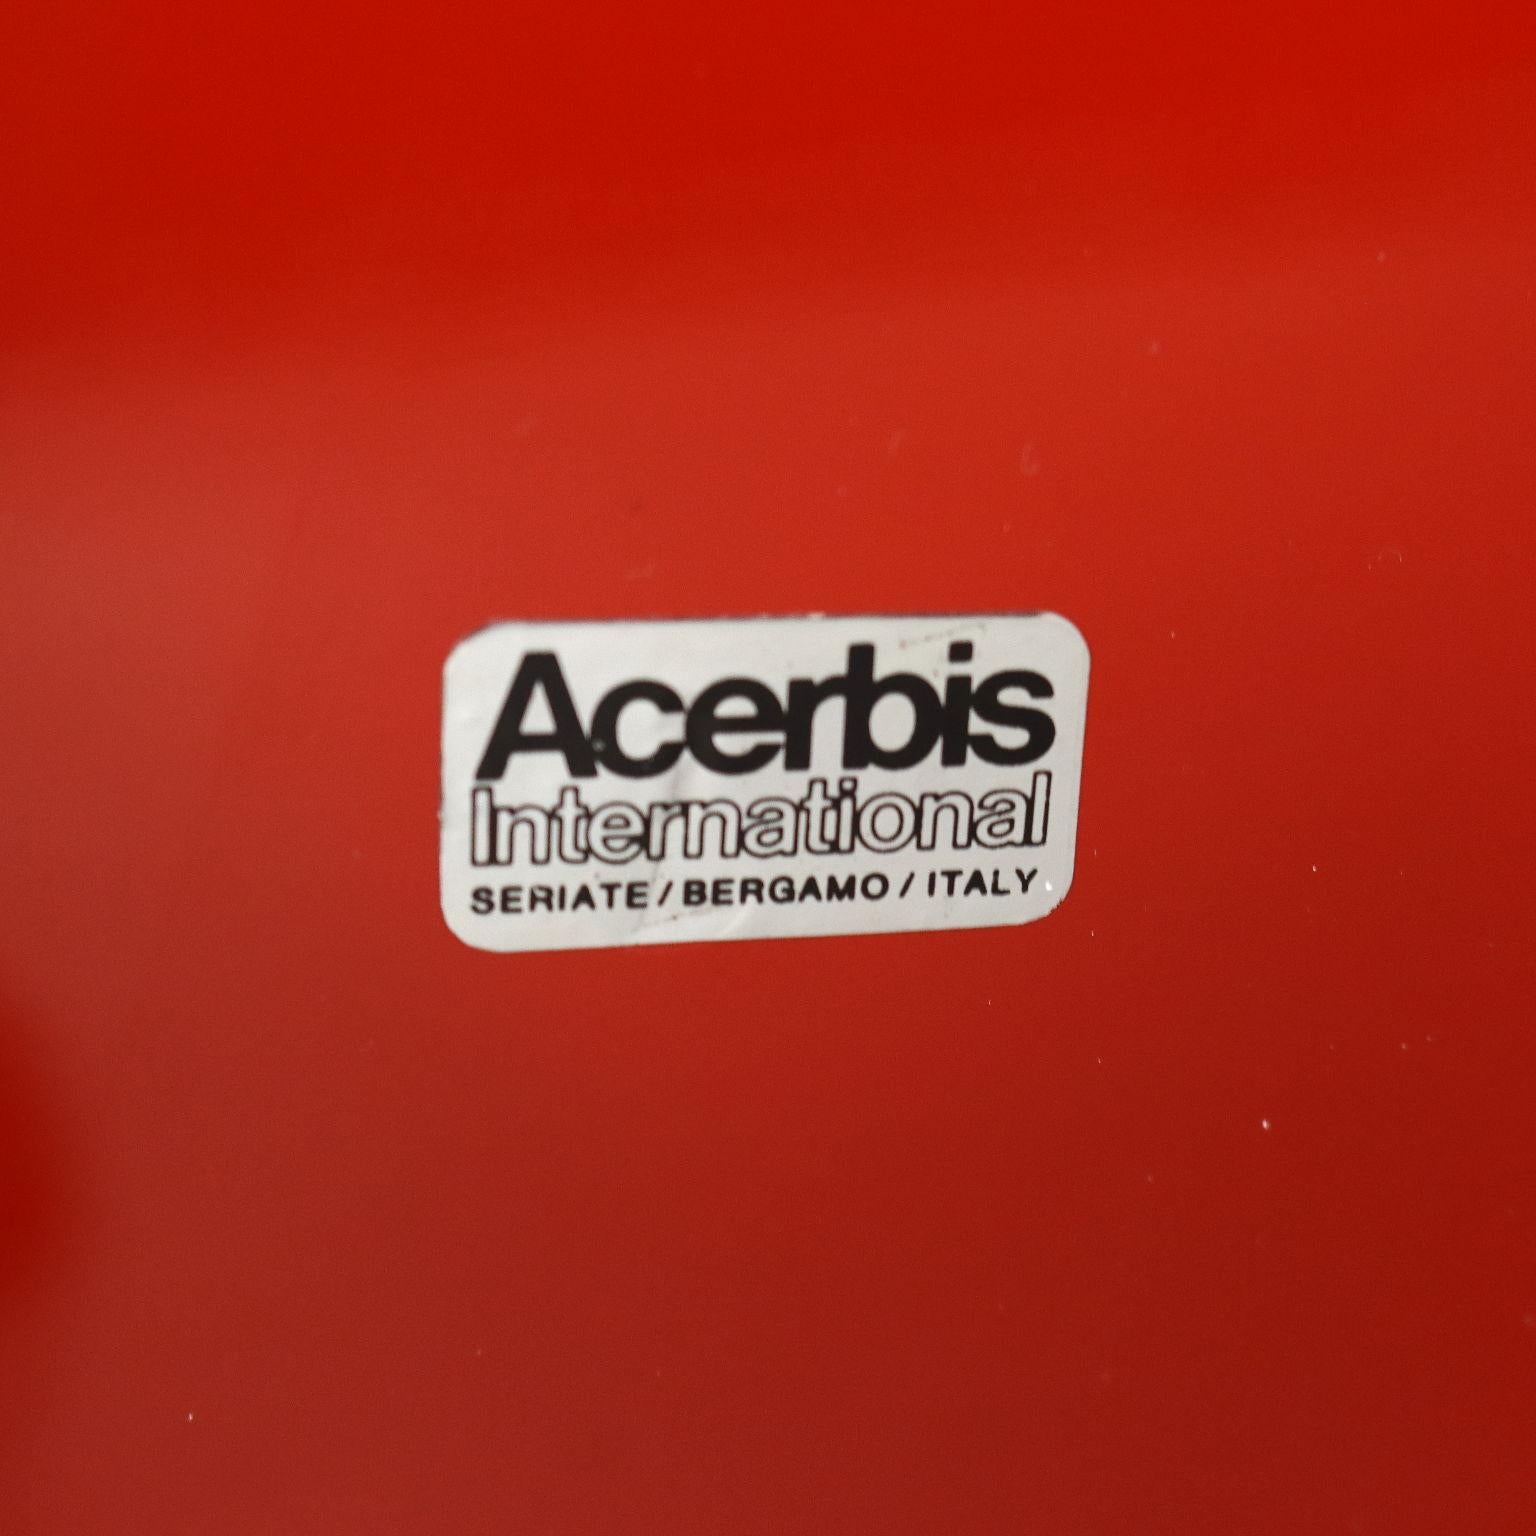 Acerbis
International
SERIATE / BERGAMO / ITALY